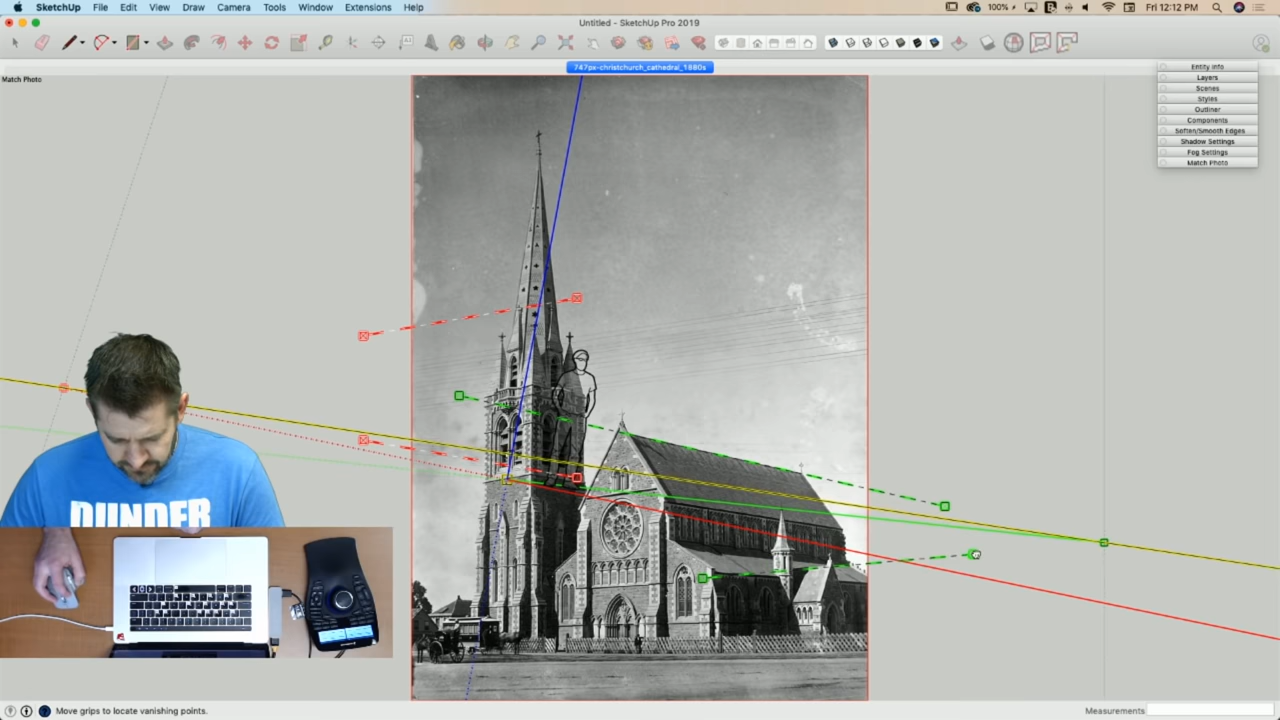 SketchUp File Edit View Draw Camera Tools Window Extensions Help
100% Fri 12:12 PM
Untitled - SketchUp Pro 2019
747px-christchurch_cathedral_1880s
Match Photo
Entity Info
Layers
Scenes
Styles
Outliner
Components
Soften/Smooth Edges
Shadow Settings
Fog Settings
Match Photo
DUNDER
Move grips to locate vanishing points.
Measurements